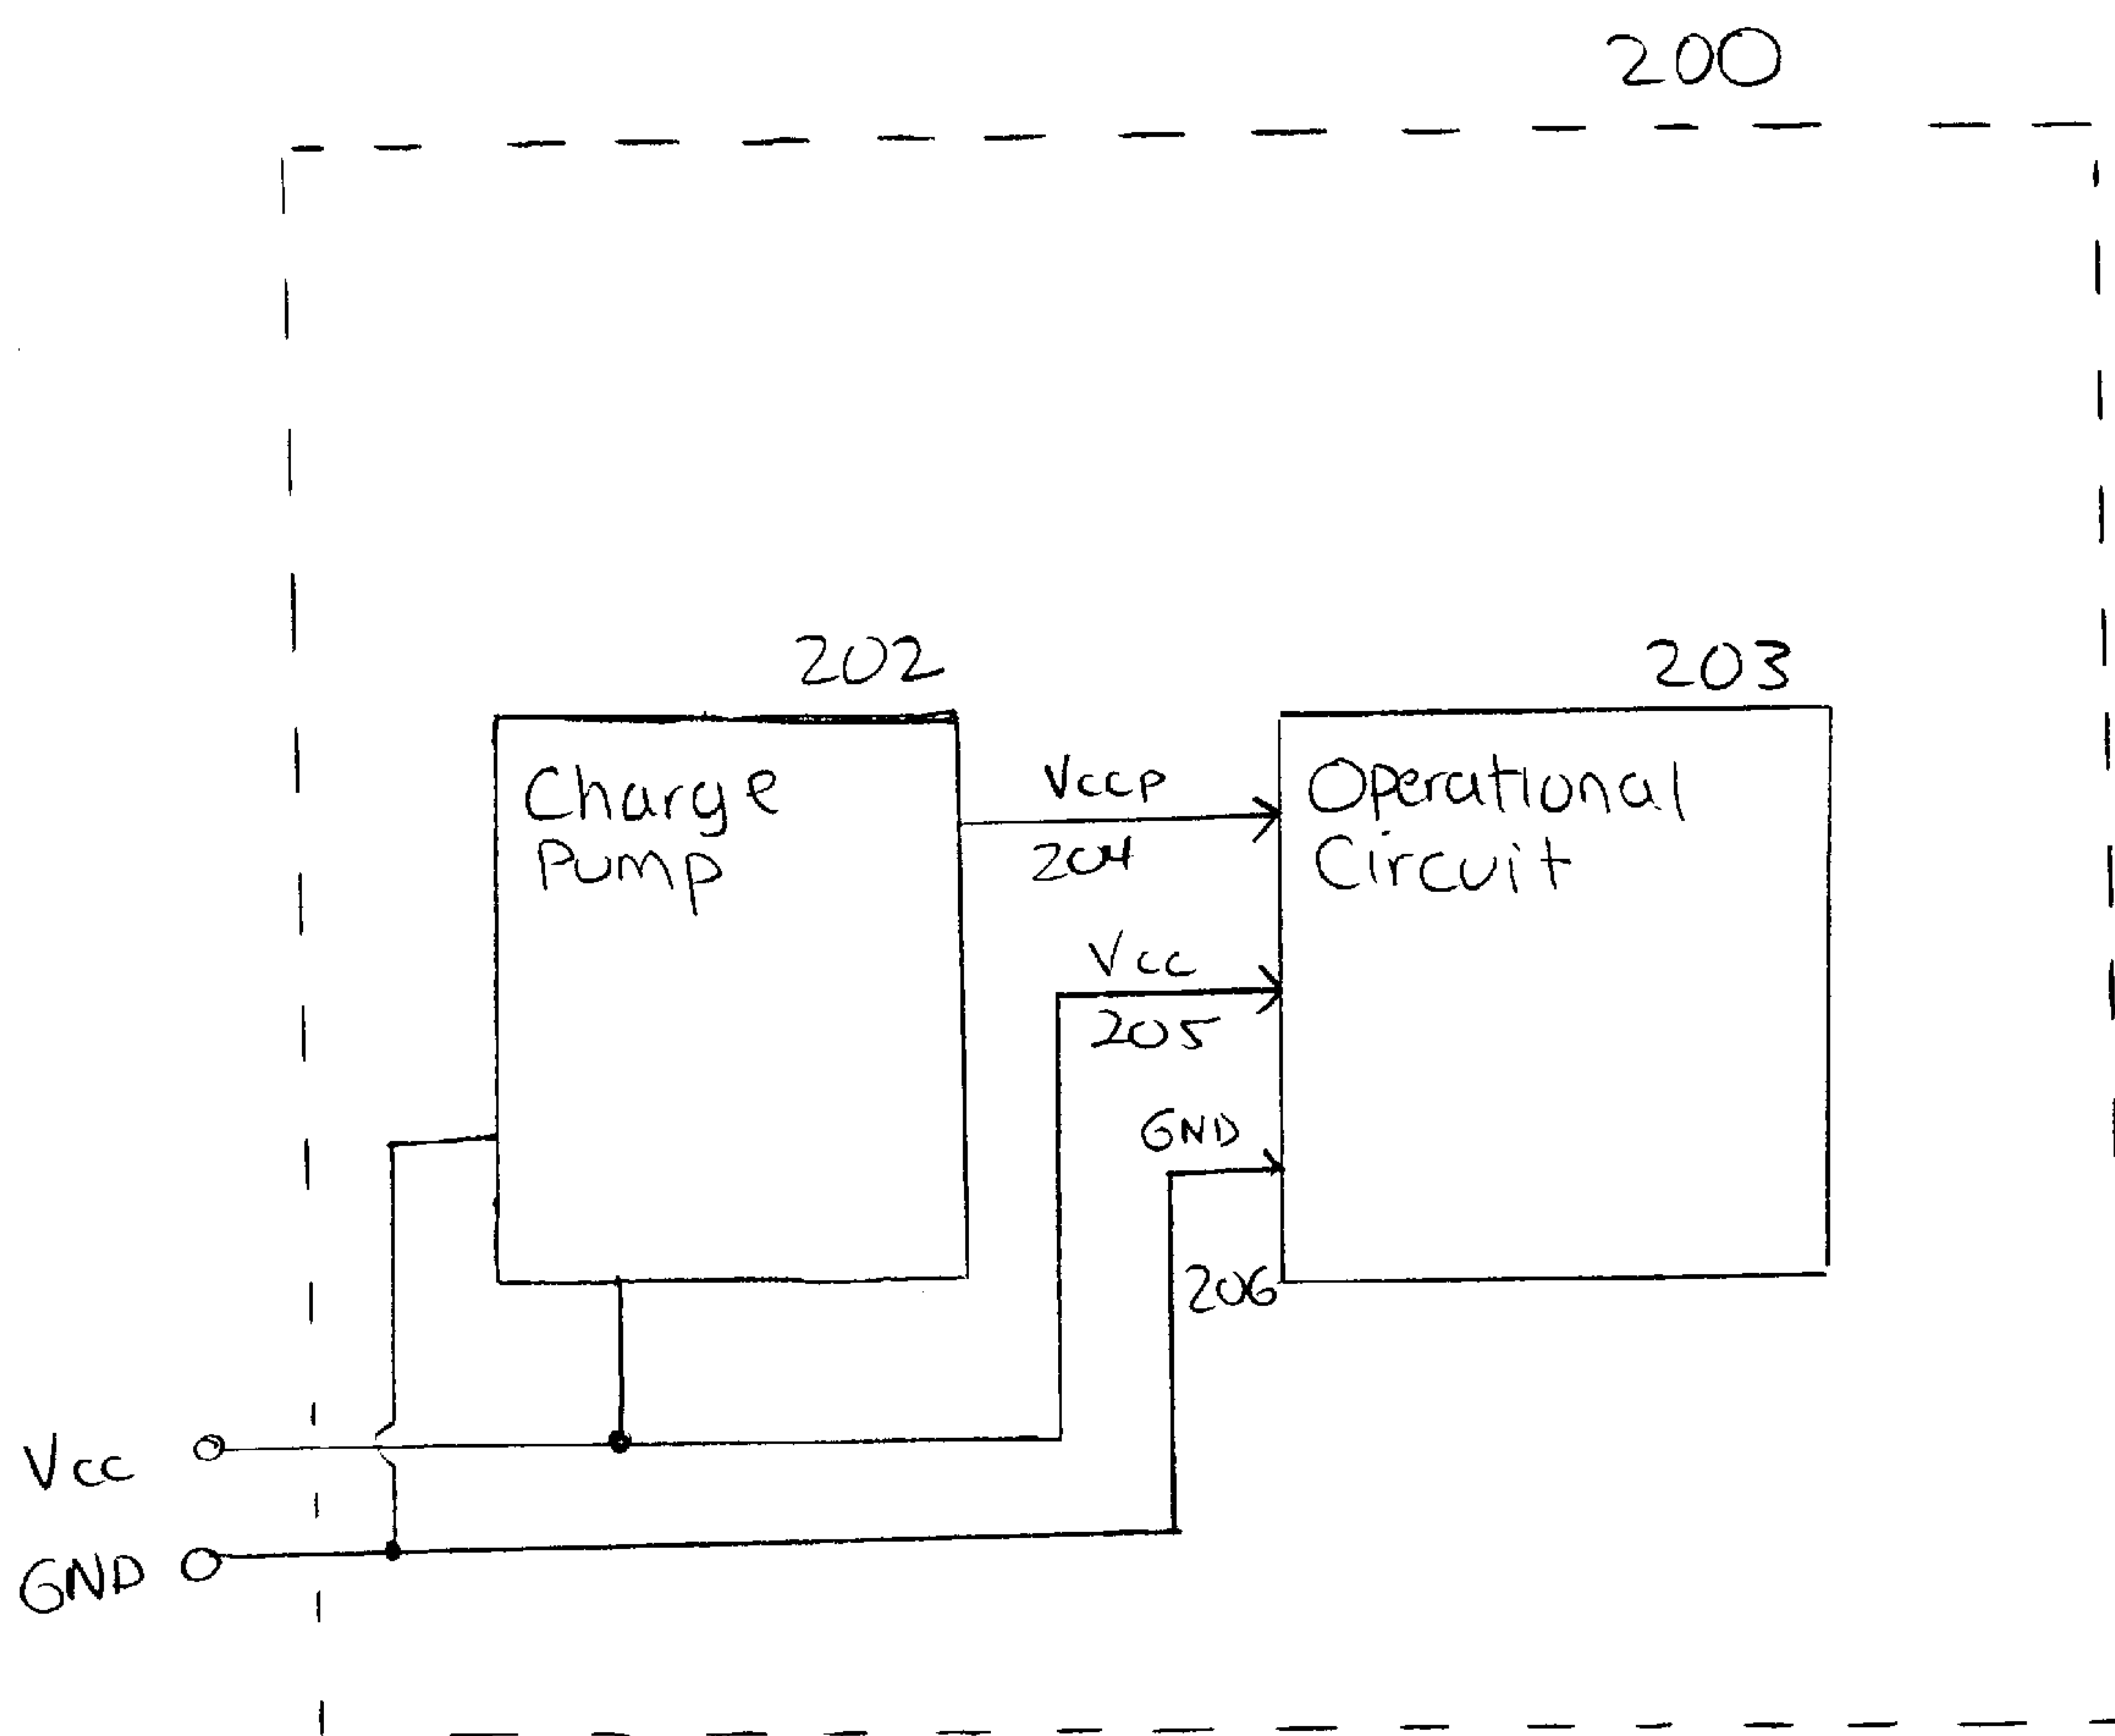 200
202
203
Charge
Pump
VCCP
204
Operational
Circuit
Vcc
205
GND
206
Vcc
GND